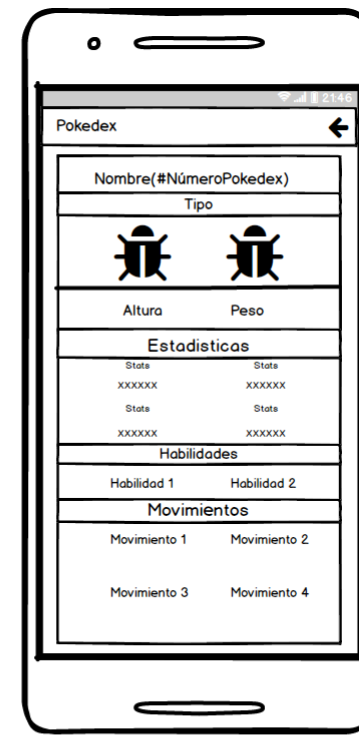 21:46
Pokedex
Nombre(#NúmeroPokedex)
Tipo
Altura Peso
Estadisticas
Stats Stats
xxxxxx xxxxxx
Stats Stats
xxxxxx xxxxxx
Habilidades
Habilidad 1 Habilidad 2
Movimientos
Movimiento 1 Movimiento 2
Movimiento 3 Movimiento 4